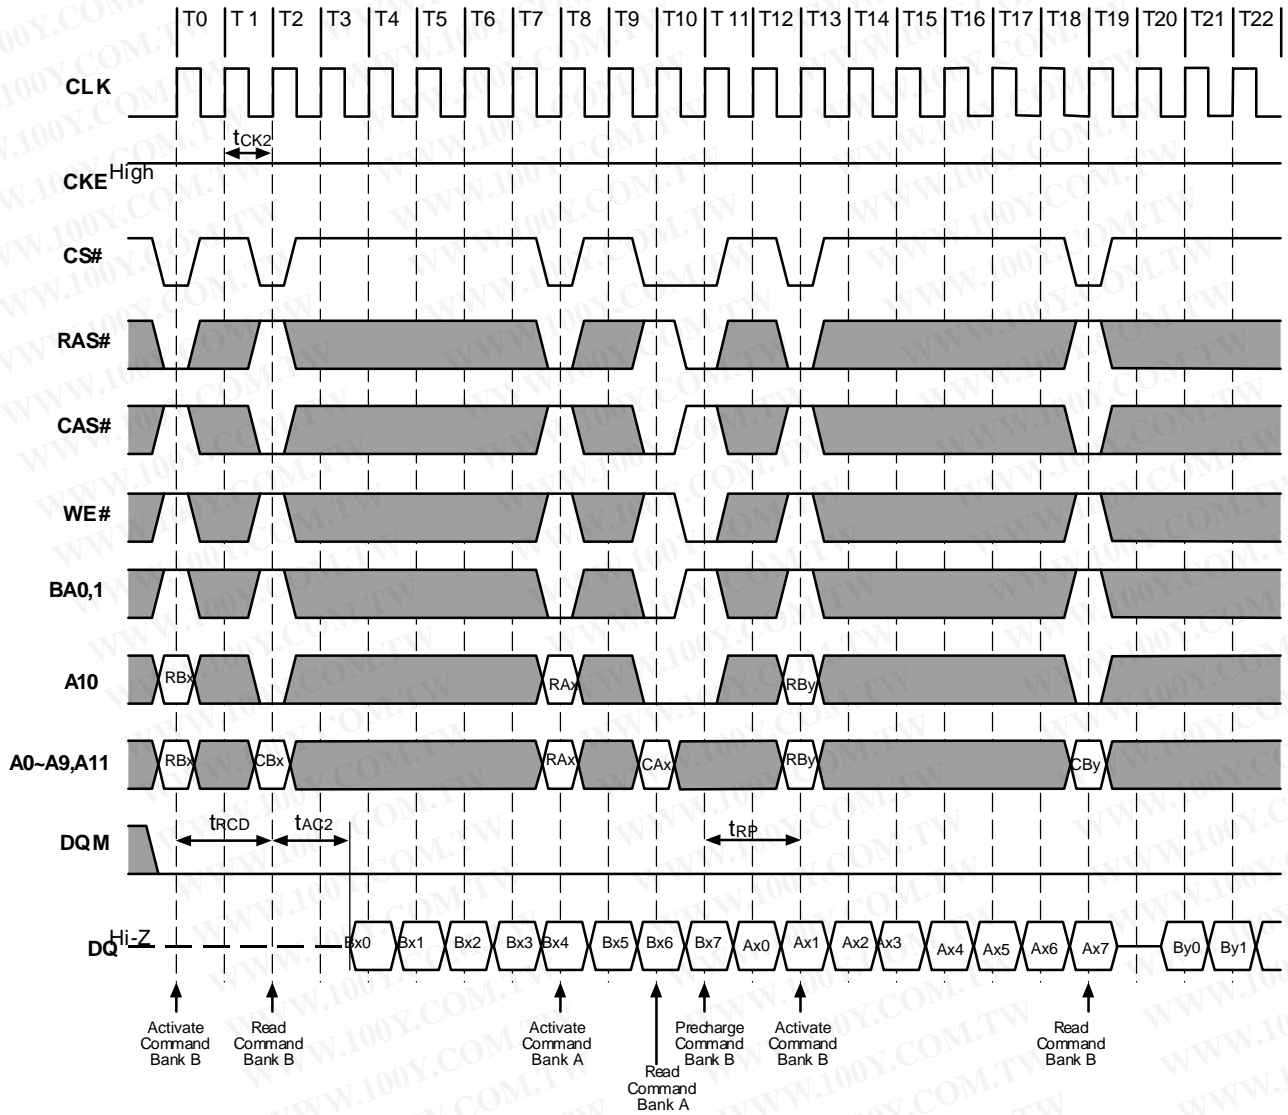 T0 T 1 T2 T3 T4 T5 T6 T7 T8 T9 T10 T 11 T12 T13 T14 T15 T16 T17 T18 T19 T20 T21 T22
CLK
tCK2
CKE High
CS#
RAS#
CAS#
WE#
BA0,1
A10 RBx RAx RBy
A0~A9,A11 RBx CBx RAx CAx RBy CBy
tRCD tAC2 tRP
DQM
DQ Hi-Z Bx0 Bx1 Bx2 Bx3 Bx4 Bx5 Bx6 Bx7 Ax0 Ax1 Ax2 Ax3 Ax4 Ax5 Ax6 Ax7 By0 By1
Activate
Command
Bank B
Read
Command
Bank B
Activate
Command
Bank A
Read
Command
Bank A
Precharge
Command
Bank B
Activate
Command
Bank B
Read
Command
Bank B
WWW.100Y.COM.TW